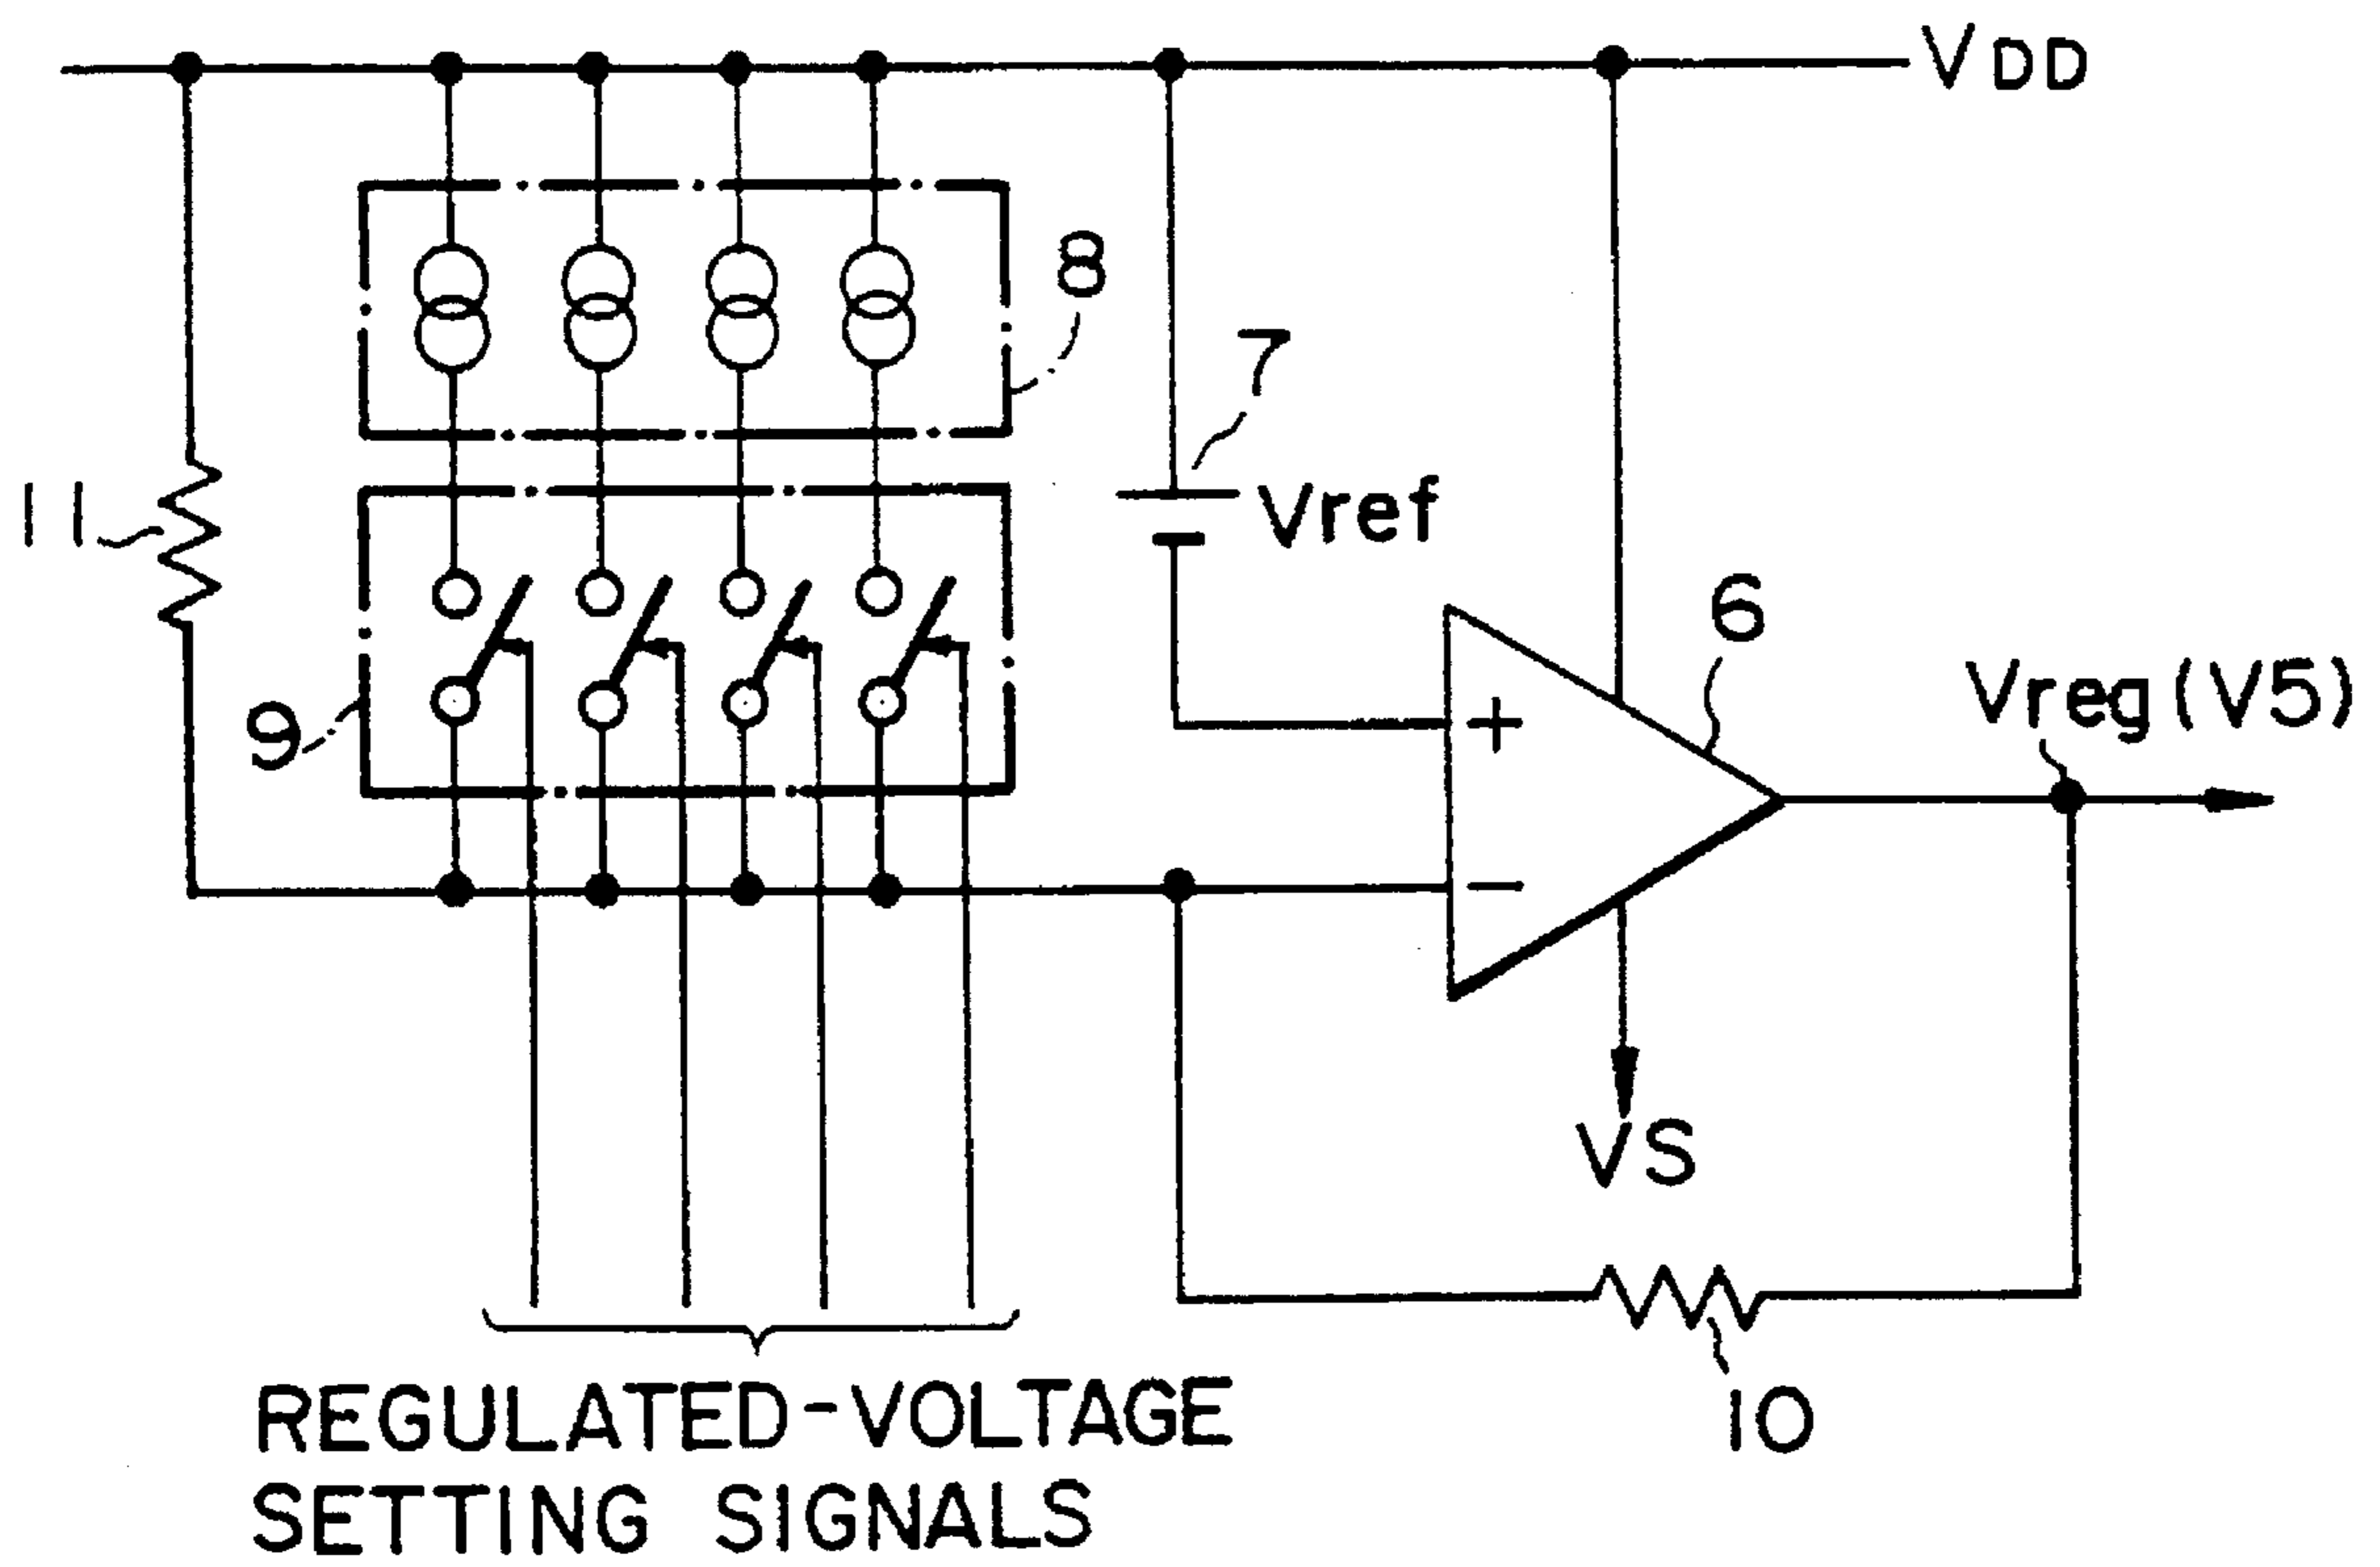 VDD
8
7
Vref
11
6
Vreg(V5)
9
+
−
VS
10
REGULATED-VOLTAGE
SETTING SIGNALS